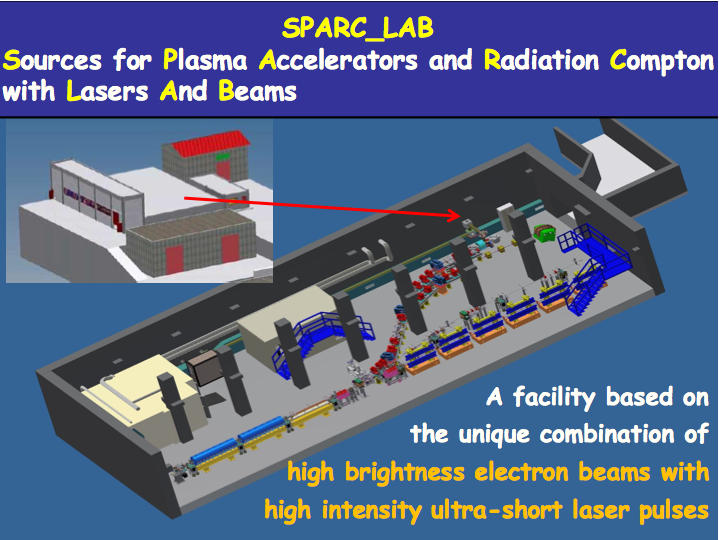 SPARC_LAB
Sources for Plasma Accelerators and Radiation Compton
with Lasers And Beams
A facility based on
the unique combination of
high brightness electron beams with
high intensity ultra-short laser pulses